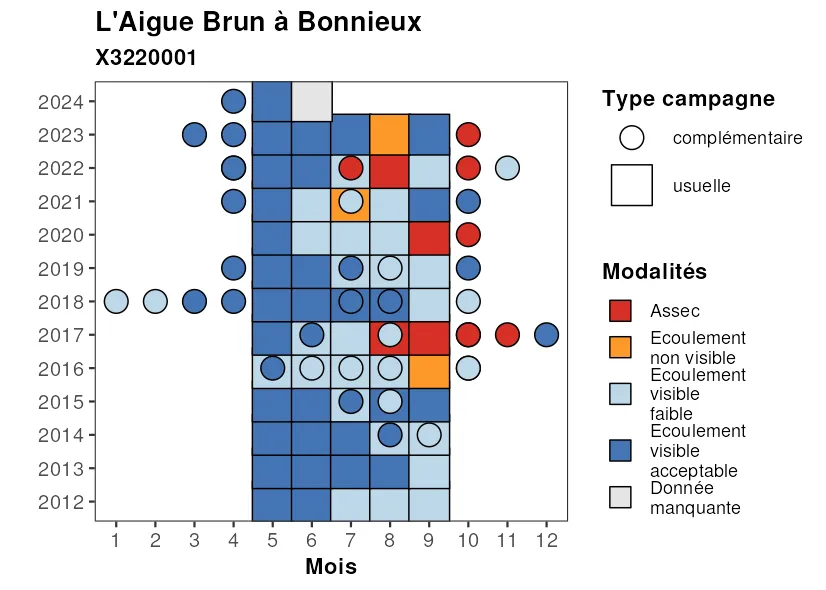 L'Aigue Brun à Bonnieux
X3220001
2024
2023
2022
2021
2020
2019
2018
2017
2016
2015
2014
2013
2012
1 2 3 4 5 6 7 8 9 10 11 12
Mois
Type campagne
complémentaire
usuelle
Modalités
Assec
Ecoulement
non visible
Ecoulement
visible
faible
Ecoulement
visible
acceptable
Donnée
manquante